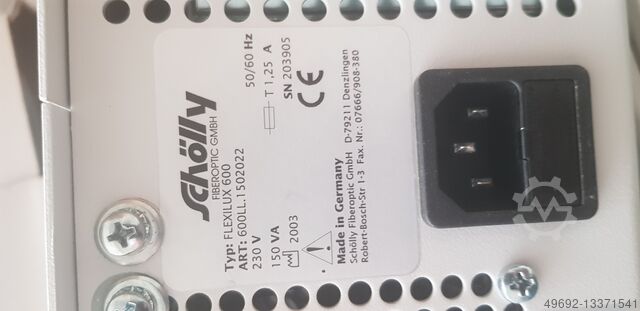 Schölly
FIBEROPTIC GMBH
Typ: FLEXILUX 600
ART: 600LL.1502022
230 V 50/60 Hz
150 VA T 1,25 A
2003 SN 203905
CE
Made in Germany
Schölly Fiberoptic GmbH D-79211 Denzlingen
Robert-Bosch-Str 1-3 Fax. Nr.: 07666/908-380
49692-13371541